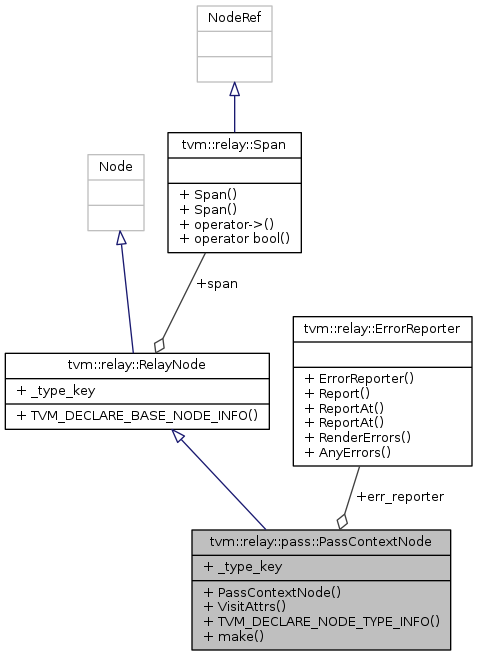 NodeRef
tvm::relay::Span
+ Span()
+ Span()
+ operator->()
+ operator bool()
Node
+span
tvm::relay::RelayNode
+ _type_key
+ TVM_DECLARE_BASE_NODE_INFO()
tvm::relay::ErrorReporter
+ ErrorReporter()
+ Report()
+ ReportAt()
+ ReportAt()
+ RenderErrors()
+ AnyErrors()
+err_reporter
tvm::relay::pass::PassContextNode
+ _type_key
+ PassContextNode()
+ VisitAttrs()
+ TVM_DECLARE_NODE_TYPE_INFO()
+ make()